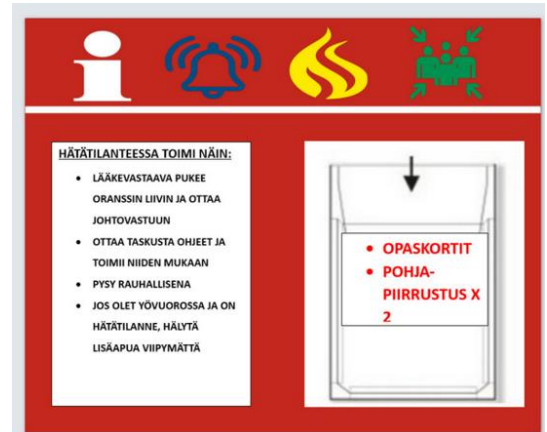 HÄTÄTILANTEESSA TOIMI NÄIN:
• LÄÄKEVASTAAVA PUKEE
ORANSSIN LIIVIN JA OTTAA
JOHTOVASTUUN
• OTTAA TASKUSTA OHJEET JA
TOIMII NIIDEN MUKAAN
• PYSY RAUHALLISENA
• JOS OLET YÖVUOROSSA JA ON
HÄTÄTILANNE, HÄLYTÄ
LISÄAPUA VIIPYMÄTTÄ
• OPASKORTIT
• POHJA-
PIIRRUSTUS X
2